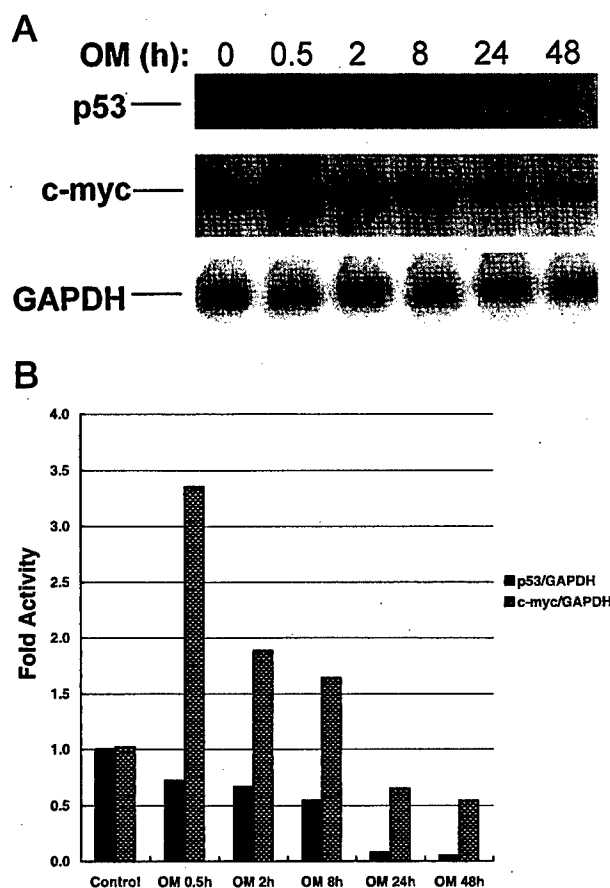 A
OM (h): 0 0.5 2 8 24 48
p53
c-myc
GAPDH
B
4.0
3.5
3.0
2.5
2.0
1.5
1.0
0.5
0.0
Fold Activity
p53/GAPDH
c-myc/GAPDH
Control OM 0.5h OM 2h OM 8h OM 24h OM 48h